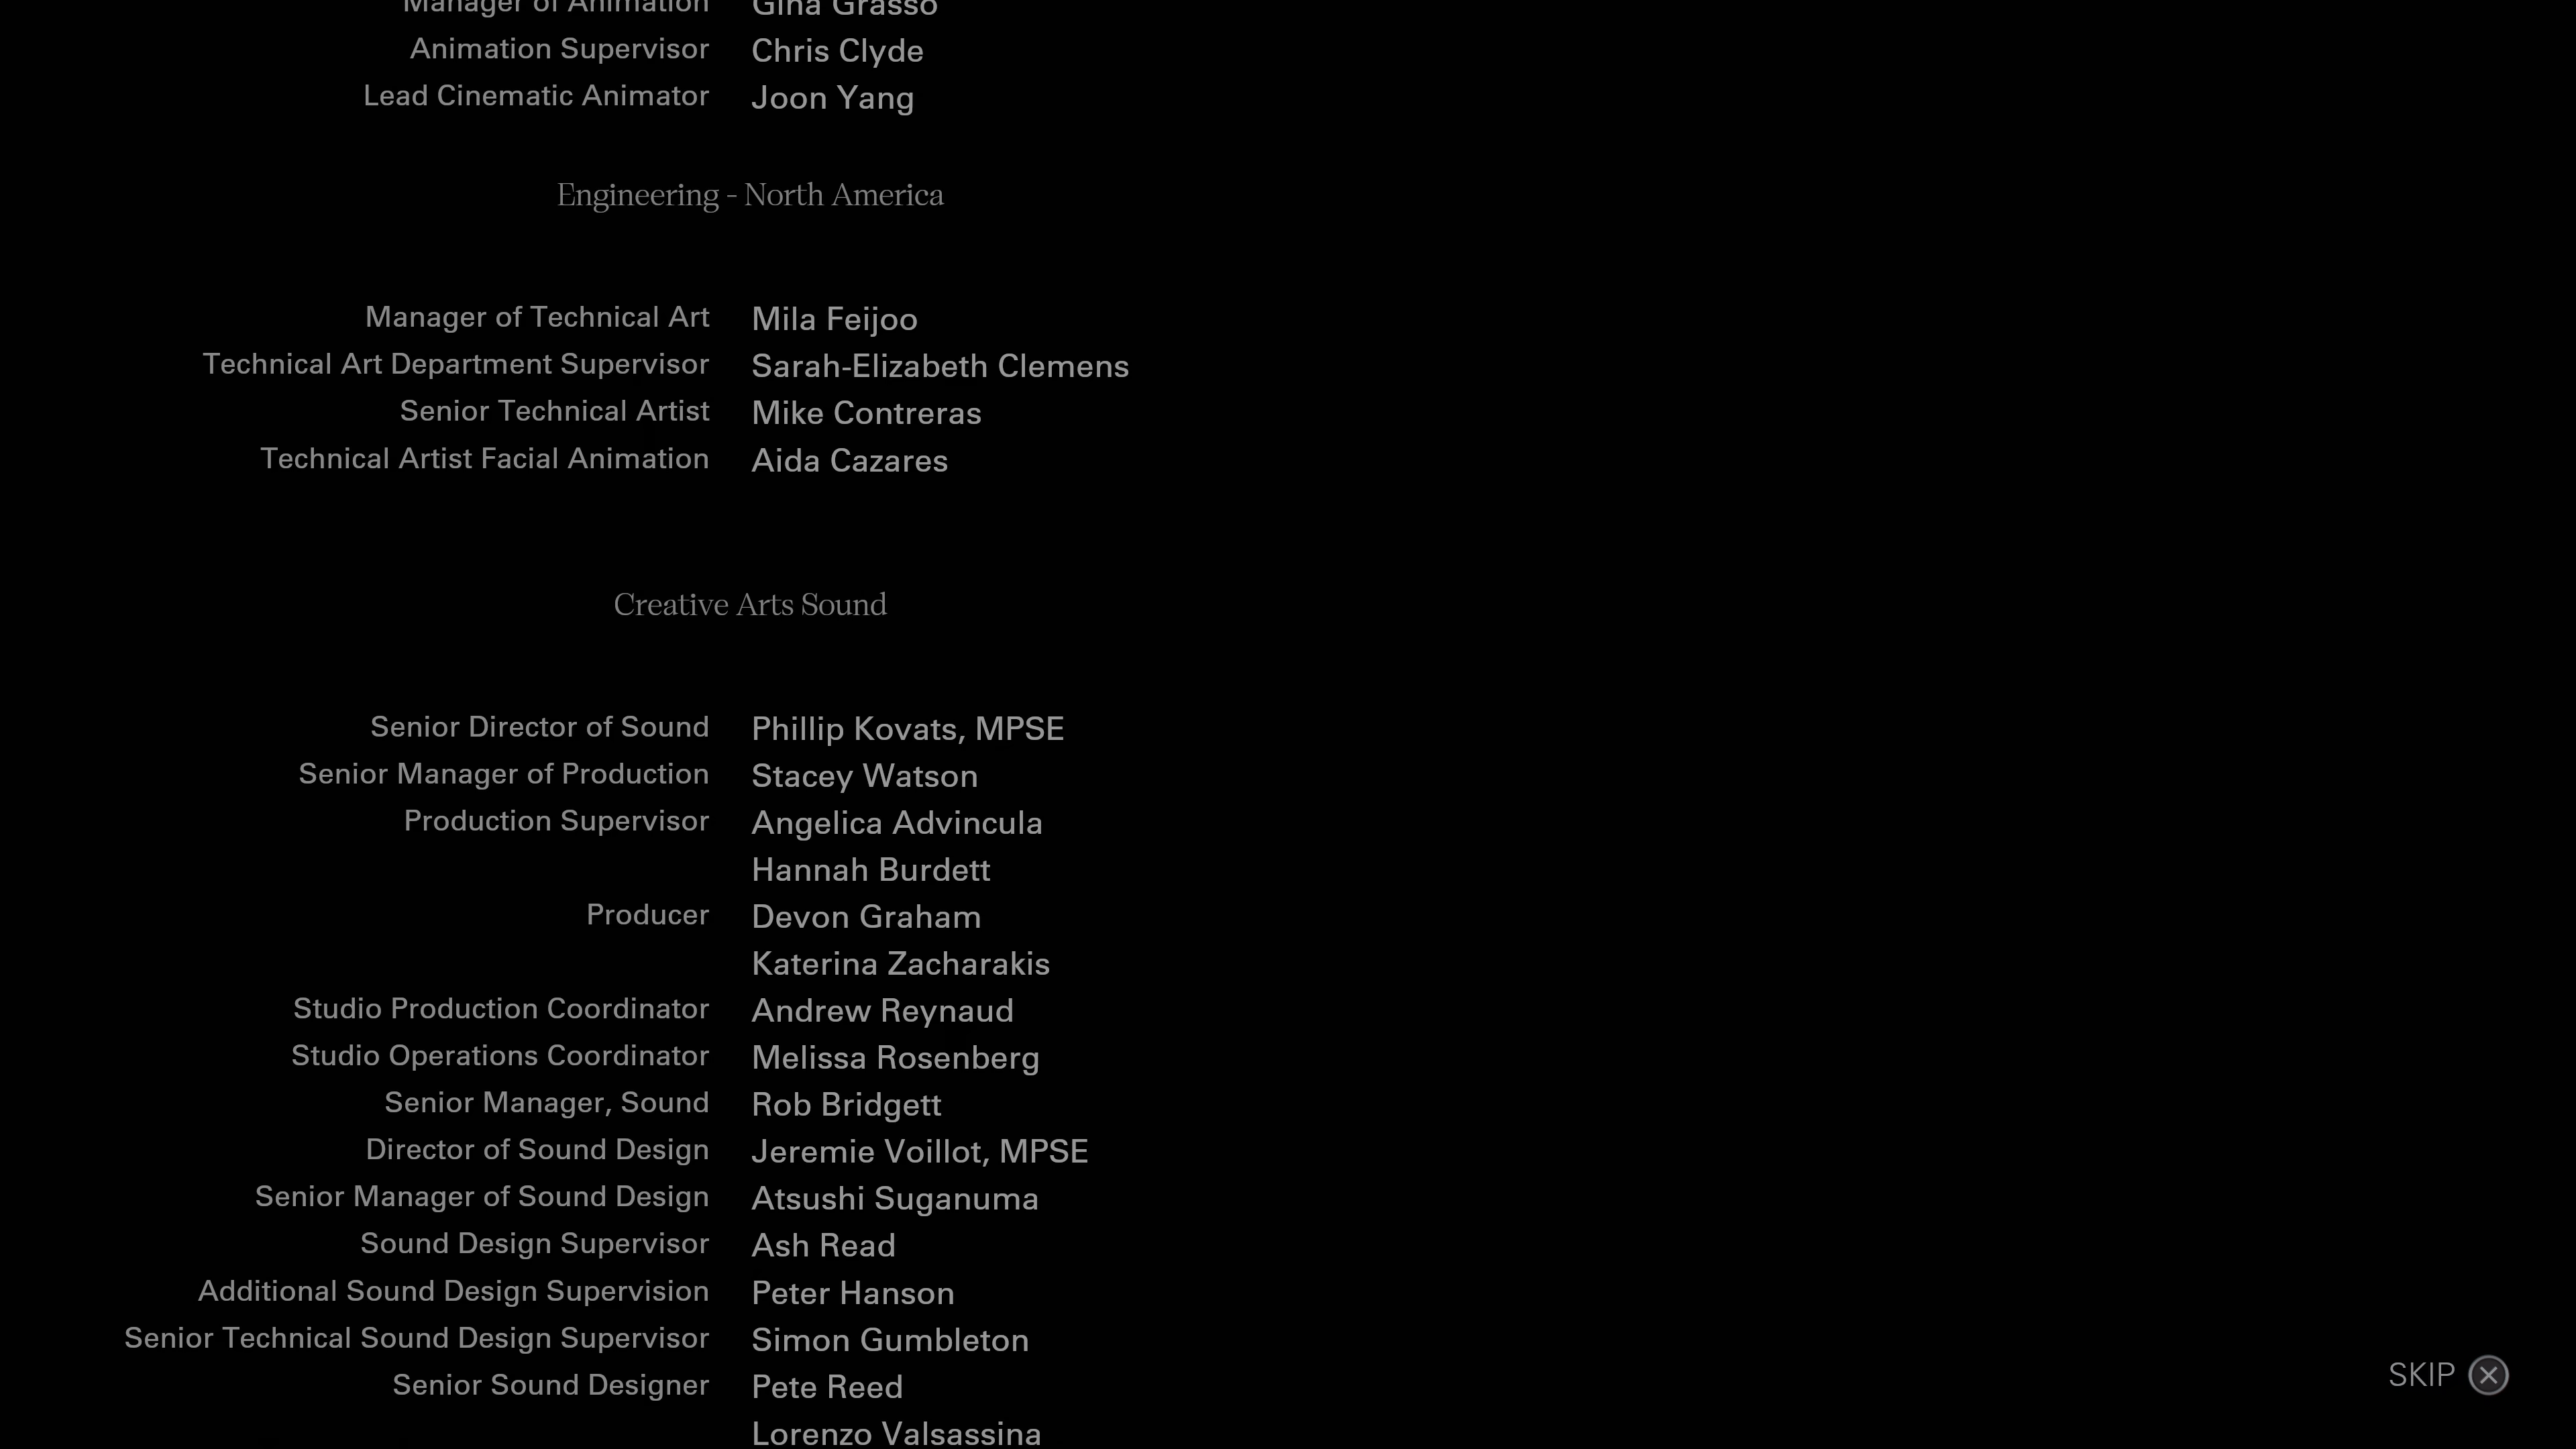 Manager of Animation Gina Grasso
Animation Supervisor Chris Clyde
Lead Cinematic Animator Joon Yang
Engineering - North America
Manager of Technical Art Mila Feijoo
Technical Art Department Supervisor Sarah-Elizabeth Clemens
Senior Technical Artist Mike Contreras
Technical Artist Facial Animation Aida Cazares
Creative Arts Sound
Senior Director of Sound Phillip Kovats, MPSE
Senior Manager of Production Stacey Watson
Production Supervisor Angelica Advincula
Hannah Burdett
Producer Devon Graham
Katerina Zacharakis
Studio Production Coordinator Andrew Reynaud
Studio Operations Coordinator Melissa Rosenberg
Senior Manager, Sound Rob Bridgett
Director of Sound Design Jeremie Voillot, MPSE
Senior Manager of Sound Design Atsushi Suganuma
Sound Design Supervisor Ash Read
Additional Sound Design Supervision Peter Hanson
Senior Technical Sound Design Supervisor Simon Gumbleton
Senior Sound Designer Pete Reed
Lorenzo Valsassina
SKIP